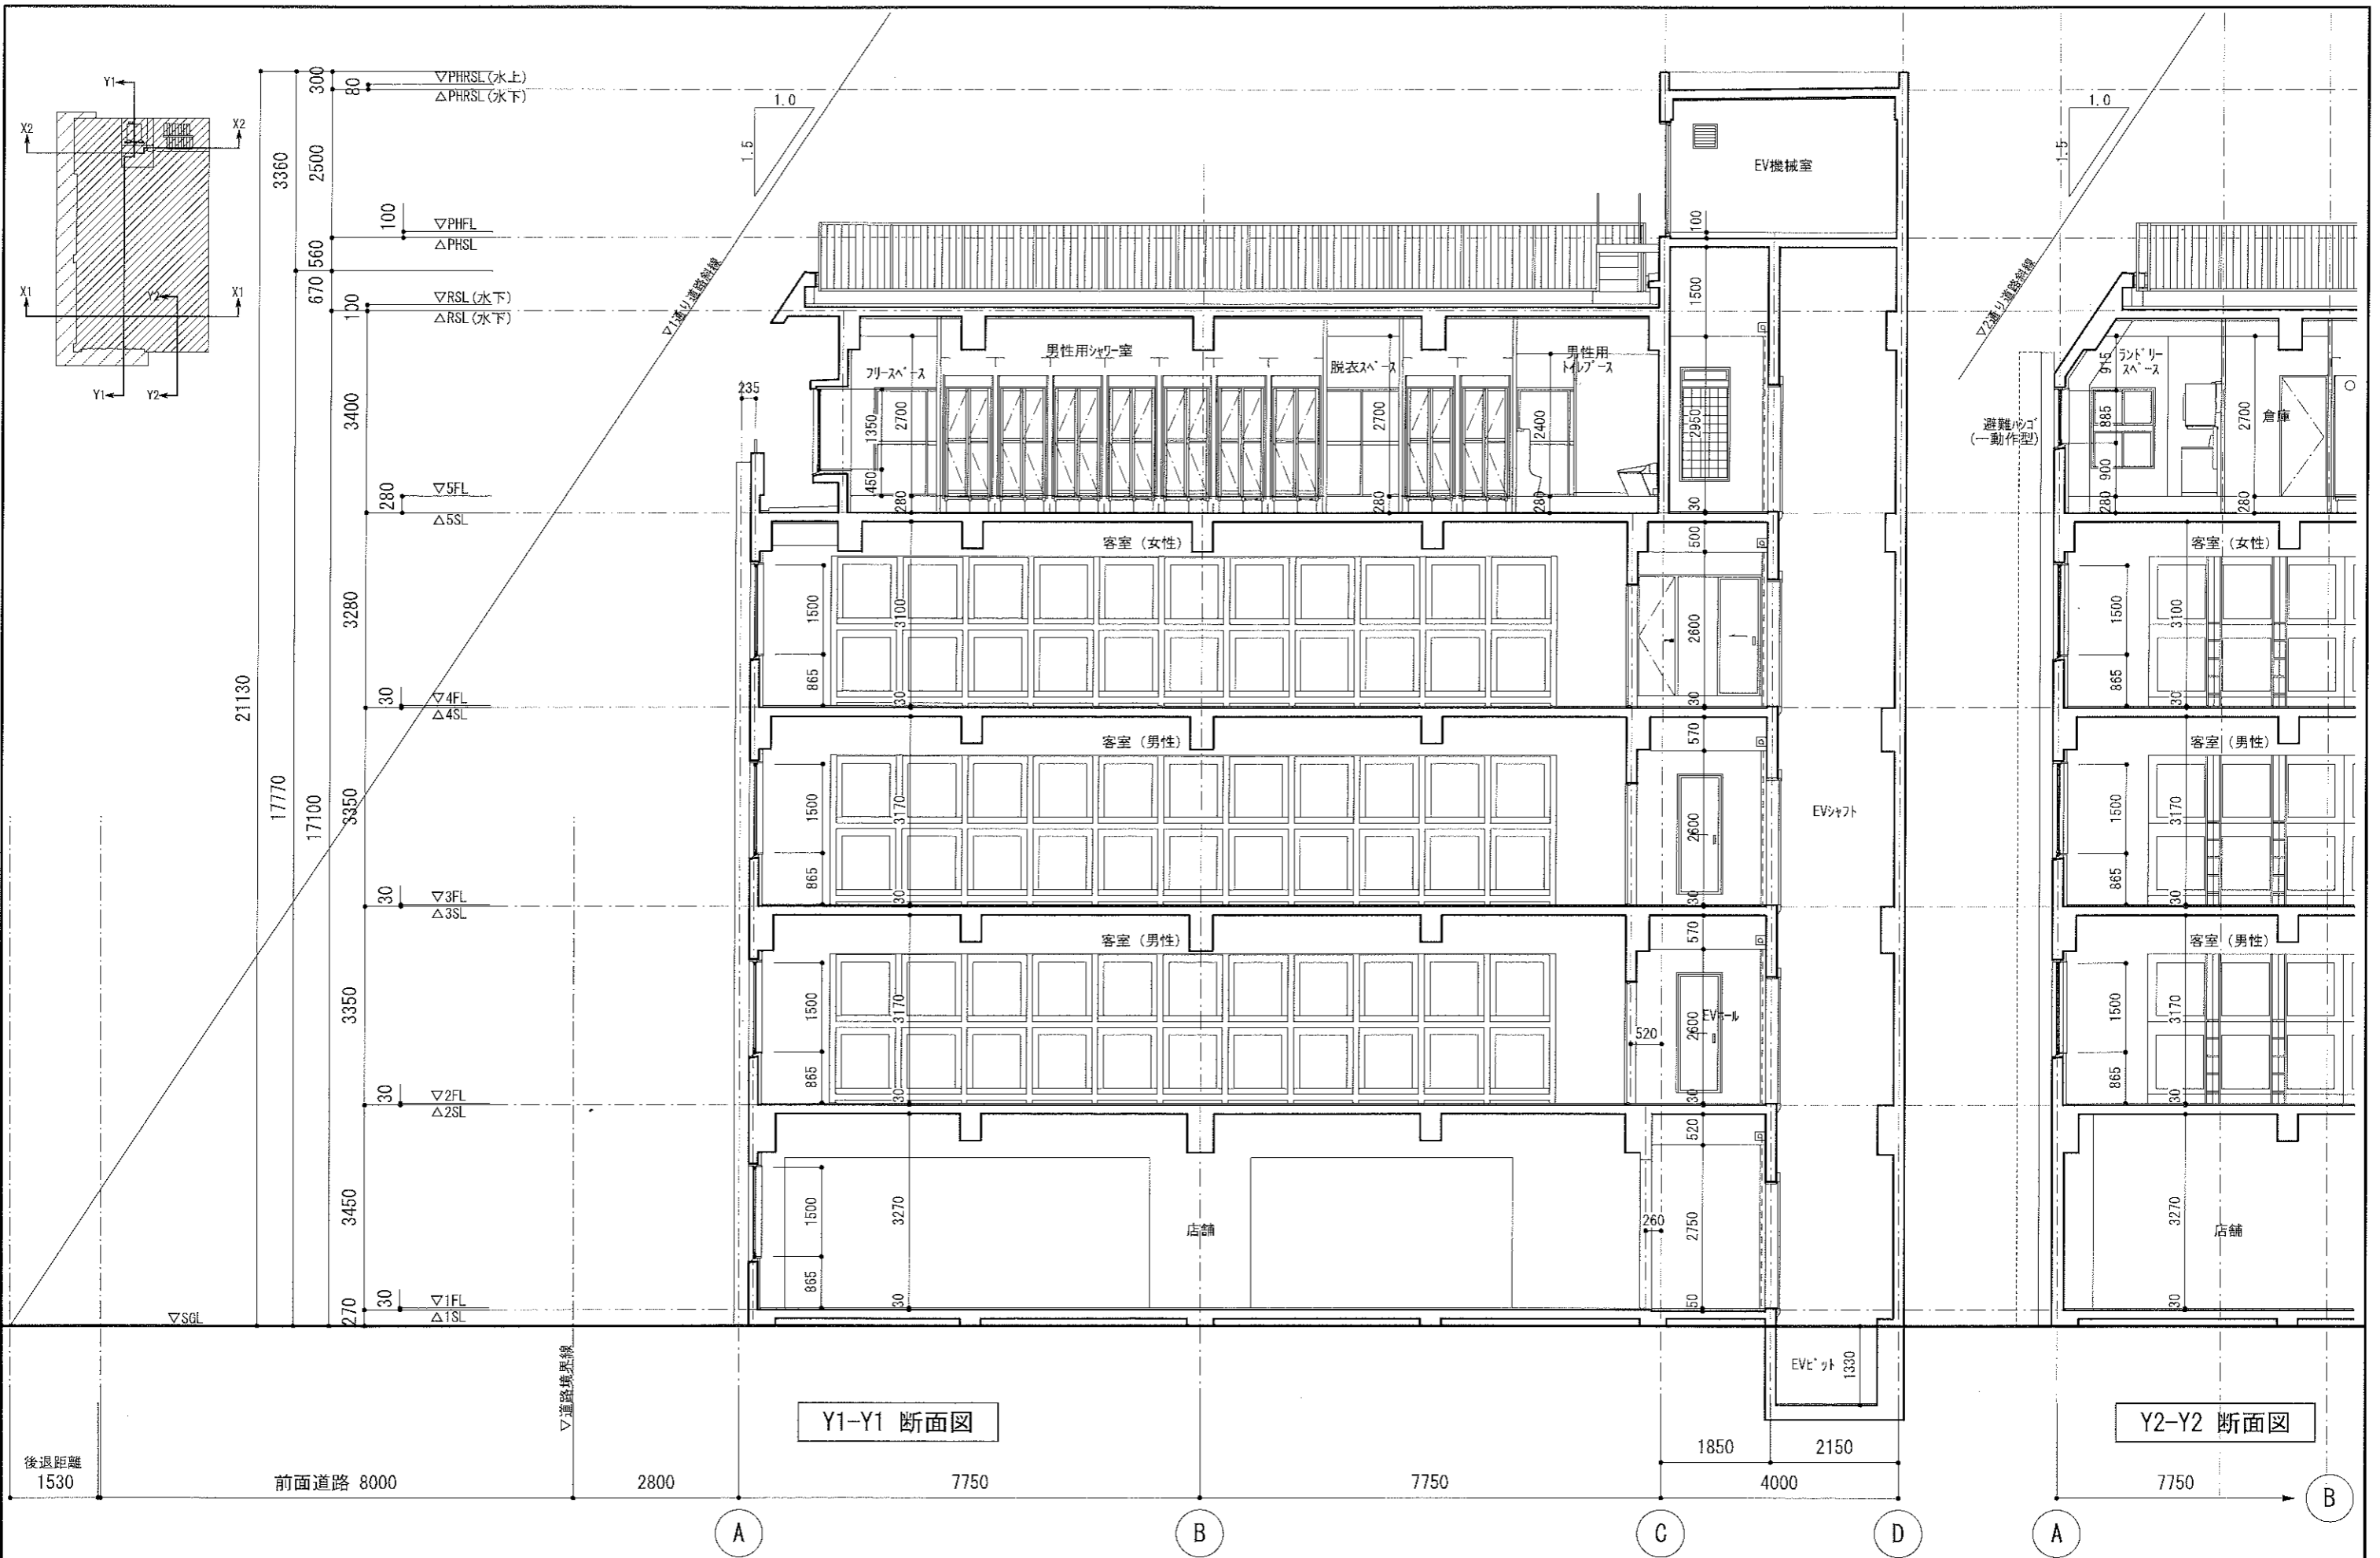 Y1
X2
X2
X1
X1
Y2
Y1
Y2
300
80
▽PHRSL(水上)
△PHRSL(水下)
3360
2500
100
▽PHFL
△PHSL
560
670
100
▽RSL(水下)
△RSL(水下)
3400
280
▽5FL
△5SL
3280
21130
30
▽4FL
△4SL
17770
17100
3350
30
▽3FL
△3SL
3350
30
▽2FL
△2SL
3450
270
30
▽1FL
△1SL
▽SGL
1.0
1.5
▽1通り道路斜線
EV機械室
100
1500
235
フリースペース
男性用シャワー室
脱衣スペース
男性用
トイレブース
1350
2700
2700
2400
2950
450
280
280
280
30
客室（女性）
500
1500
3100
2600
865
30
30
客室（男性）
570
1500
3170
2600
EVシャフト
865
30
30
客室（男性）
570
1500
3170
2600
EVホール
520
865
30
30
520
1500
3270
店舗
260
2750
865
30
50
EVピット
1330
1.0
1.5
▽2通り道路斜線
避難ハシゴ
(一動作型)
ランドリー
スペース
915
885
2700
倉庫
900
280
280
客室（女性）
1500
3100
865
30
客室（男性）
1500
3170
865
30
客室（男性）
1500
3170
865
30
3270
店舗
30
▽道路境界線
Y1-Y1 断面図
Y2-Y2 断面図
1850
2150
後退距離
1530
前面道路 8000
2800
7750
7750
4000
7750
A
B
C
D
A
B